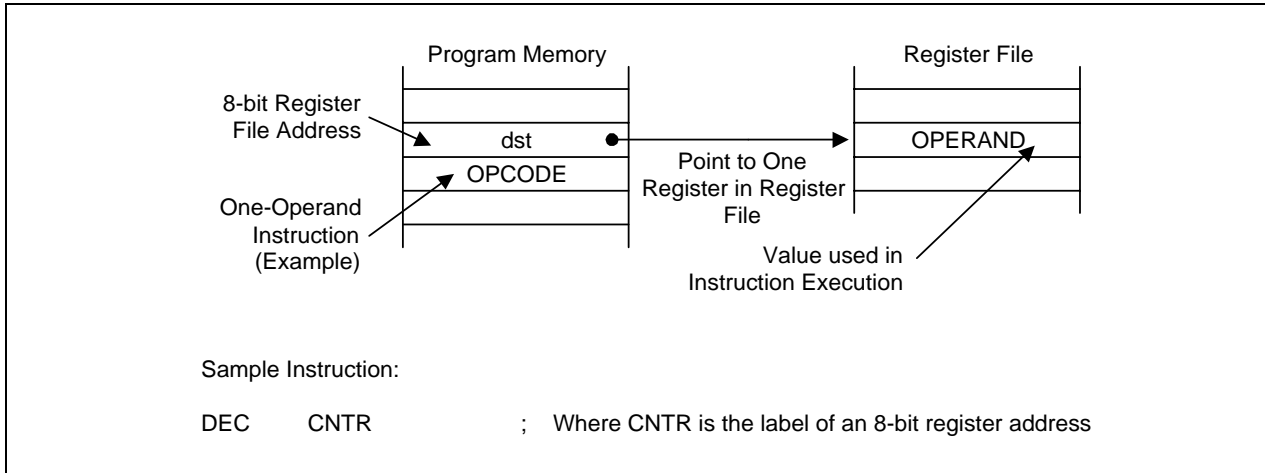 Program Memory
Register File
8-bit Register
File Address
dst
OPERAND
OPCODE
Point to One
Register in Register
File
One-Operand
Instruction
(Example)
Value used in
Instruction Execution
Sample Instruction:
DEC CNTR ; Where CNTR is the label of an 8-bit register address